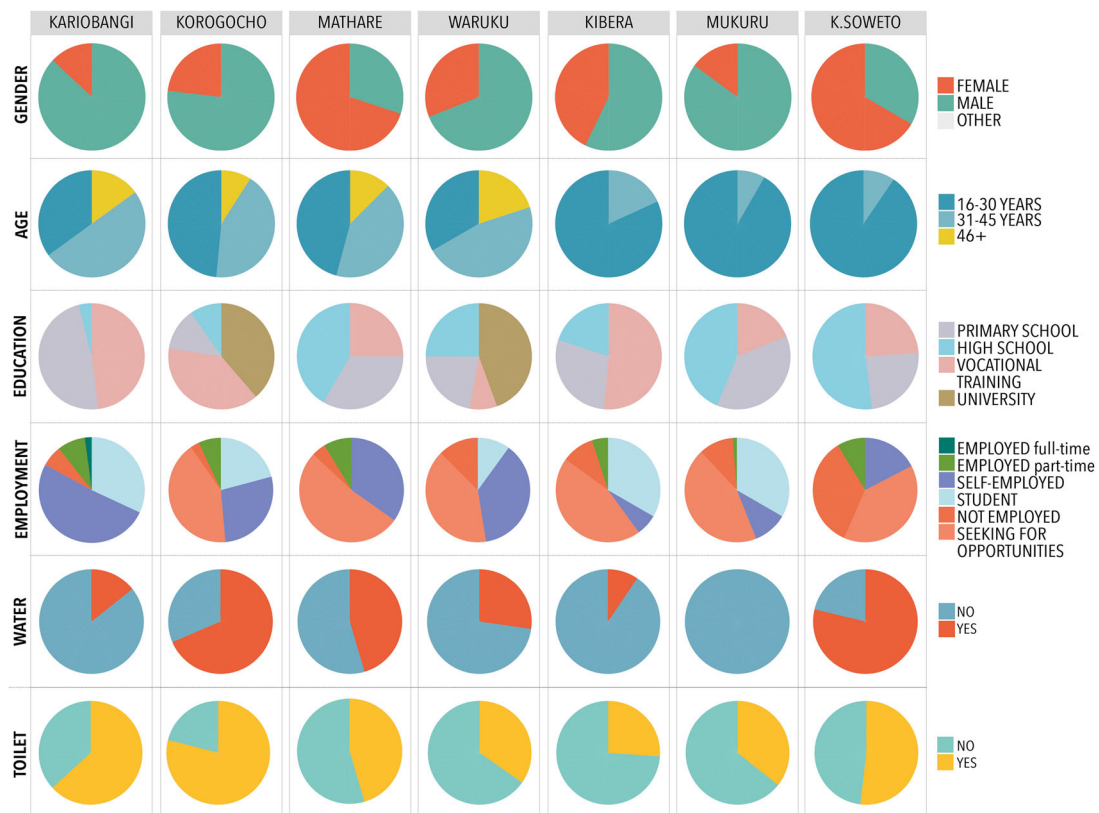 KARIOBANGI KOROGOCHO MATHARE WARUKU KIBERA MUKURU K.SOWETO
GENDER
FEMALE
MALE
OTHER
AGE
16-30 YEARS
31-45 YEARS
46+
EDUCATION
PRIMARY SCHOOL
HIGH SCHOOL
VOCATIONAL
TRAINING
UNIVERSITY
EMPLOYMENT
EMPLOYED full-time
EMPLOYED part-time
SELF-EMPLOYED
STUDENT
NOT EMPLOYED
SEEKING FOR
OPPORTUNITIES
WATER
NO
YES
TOILET
NO
YES